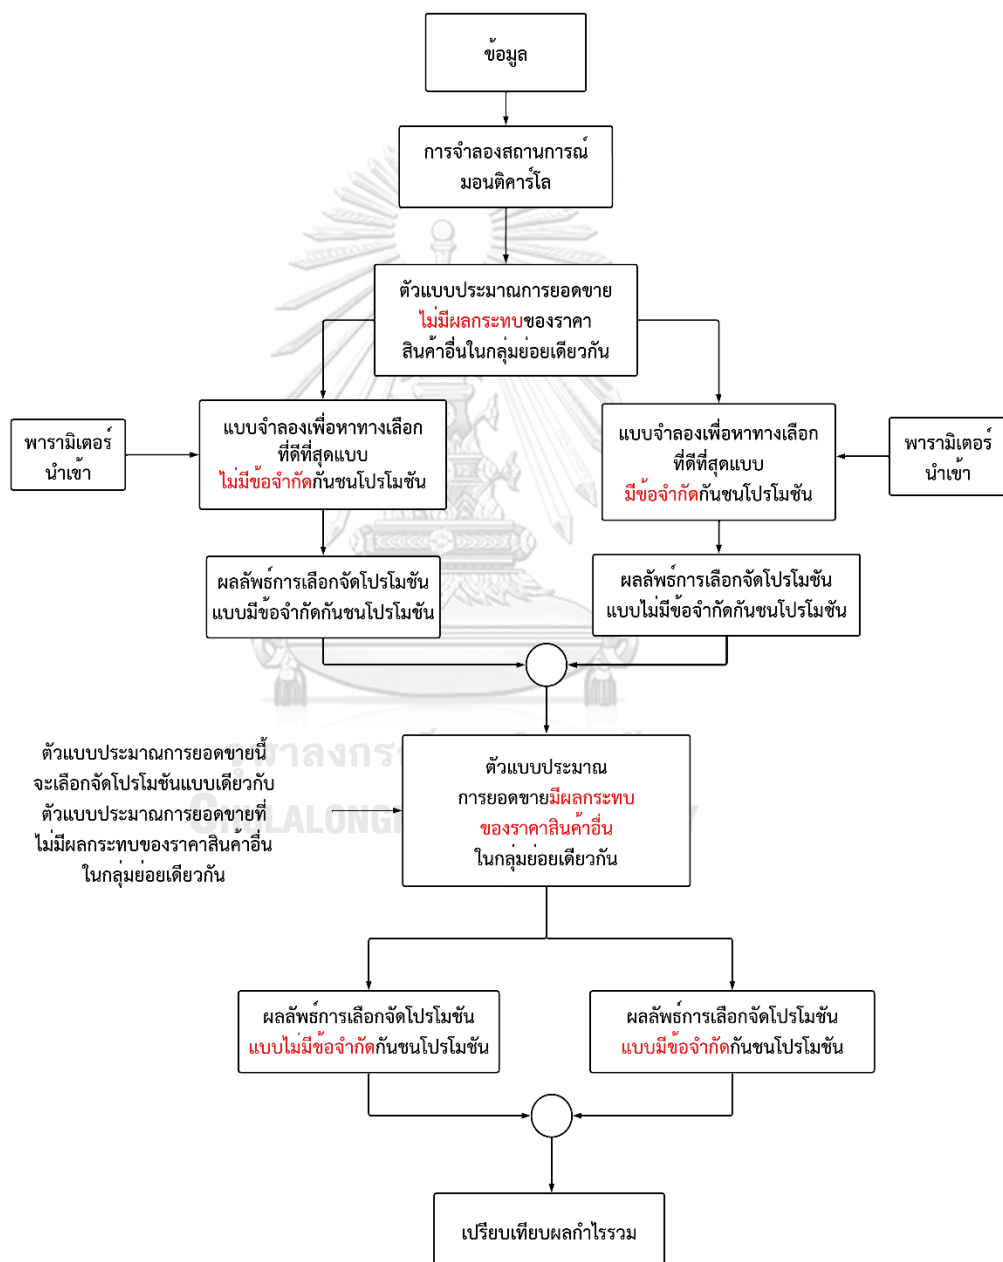 ข้อมูล
การจำลองสถานการณ์
มอนติคาร์โล
ตัวแบบประมาณการยอดขาย
ไม่มีผลกระทบของราคา
สินค้าอื่นในกลุ่มย่อยเดียวกัน
พารามิเตอร์
นำเข้า
แบบจำลองเพื่อหาทางเลือก
ที่ดีที่สุดแบบ
ไม่มีข้อจำกัดกันชนโปรโมชัน
แบบจำลองเพื่อหาทางเลือก
ที่ดีที่สุดแบบ
มีข้อจำกัดกันชนโปรโมชัน
พารามิเตอร์
นำเข้า
ผลลัพธ์การเลือกจัดโปรโมชัน
แบบมีข้อจำกัดกันชนโปรโมชัน
ผลลัพธ์การเลือกจัดโปรโมชัน
แบบไม่มีข้อจำกัดกันชนโปรโมชัน
ตัวแบบประมาณการยอดขายนี้
จะเลือกจัดโปรโมชันแบบเดียวกับ
ตัวแบบประมาณการยอดขายที่
ไม่มีผลกระทบของราคาสินค้าอื่น
ในกลุ่มย่อยเดียวกัน
ตัวแบบประมาณ
การยอดขายมีผลกระทบ
ของราคาสินค้าอื่น
ในกลุ่มย่อยเดียวกัน
ผลลัพธ์การเลือกจัดโปรโมชัน
แบบไม่มีข้อจำกัดกันชนโปรโมชัน
ผลลัพธ์การเลือกจัดโปรโมชัน
แบบมีข้อจำกัดกันชนโปรโมชัน
เปรียบเทียบผลกำไรรวม